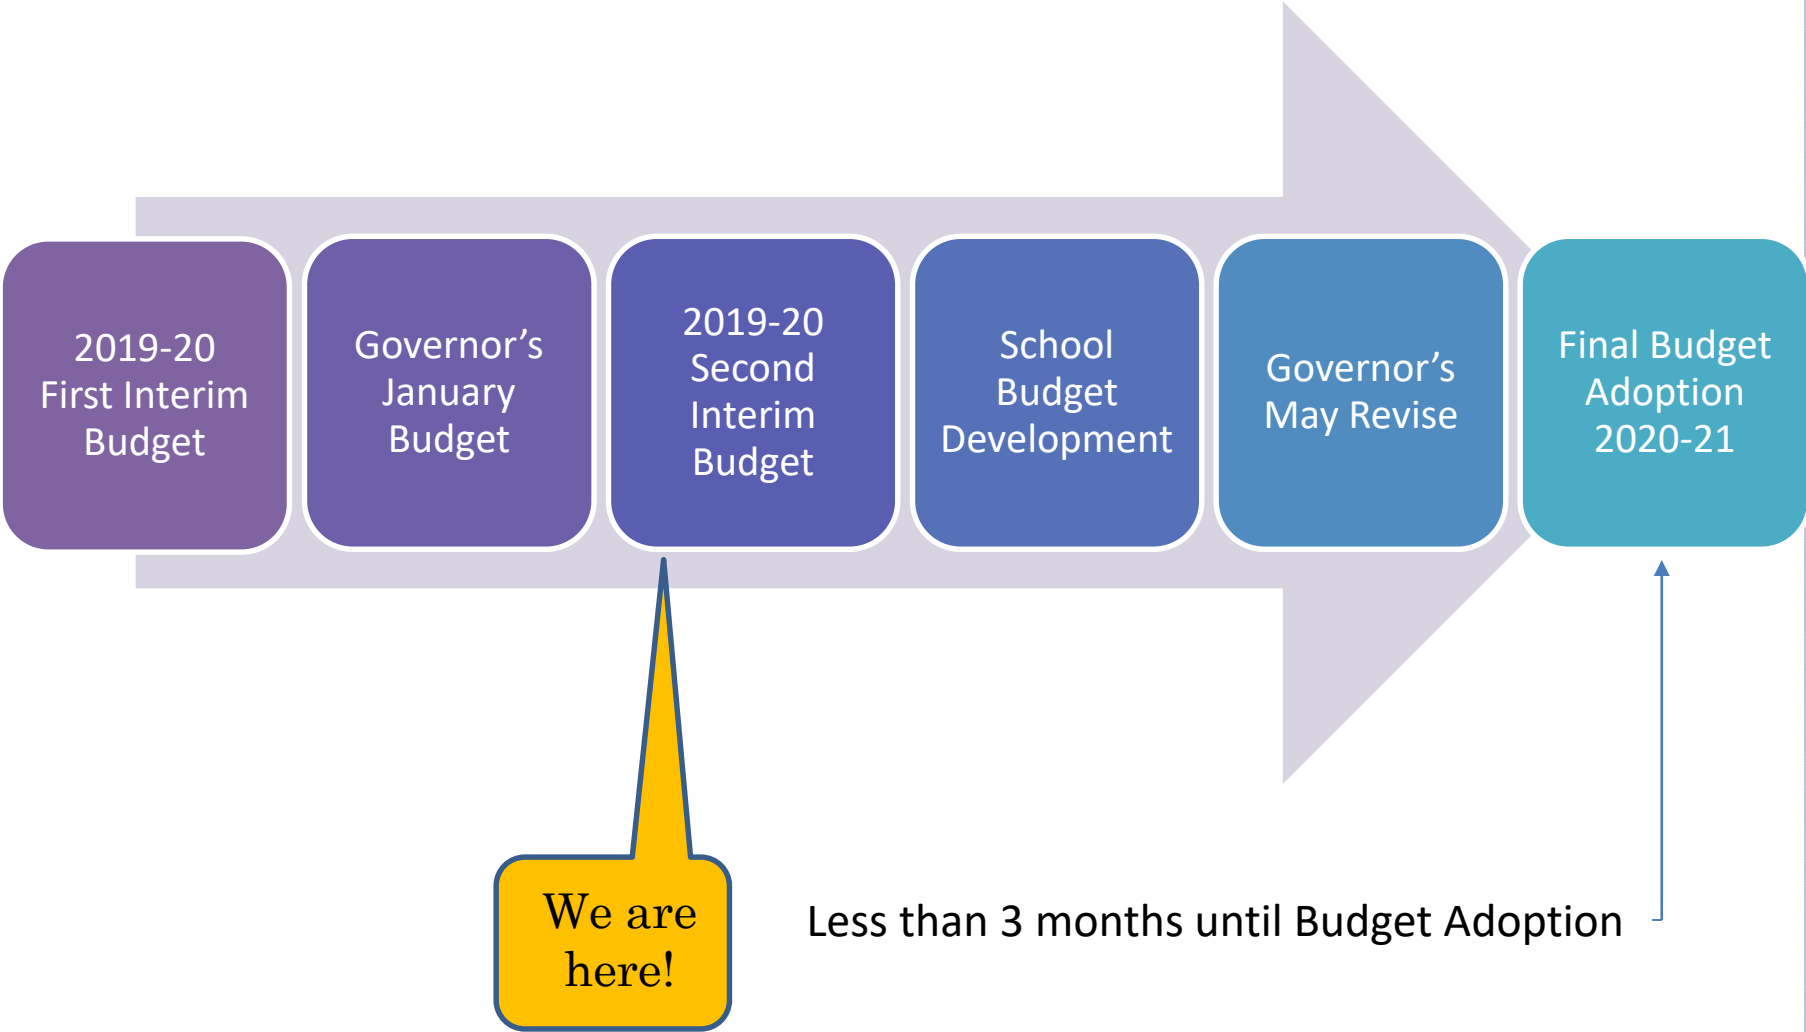 2019-20
First Interim
Budget
Governor’s
January
Budget
2019-20
Second
Interim
Budget
School
Budget
Development
Governor’s
May Revise
Final Budget
Adoption
2020-21
We are
here!
Less than 3 months until Budget Adoption